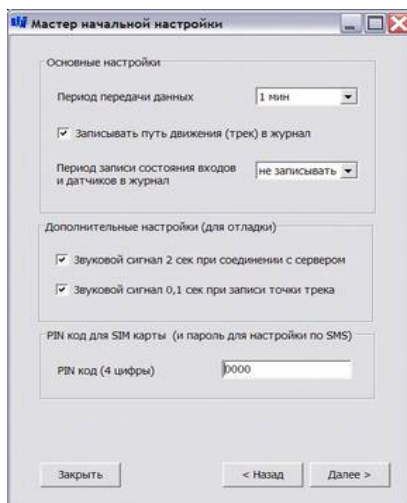 Мастер начальной настройки
Основные настройки
Период передачи данных
1 мин
Записывать путь движения (трек) в журнал
Период записи состояния входов
и датчиков в журнал
не записывать
Дополнительные настройки (для отладки)
Звуковой сигнал 2 сек при соединении с сервером
Звуковой сигнал 0,1 сек при записи точки трека
PIN код для SIM карты (и пароль для настройки по SMS)
PIN код (4 цифры)
0000
Закрыть
< Назад
Далее >